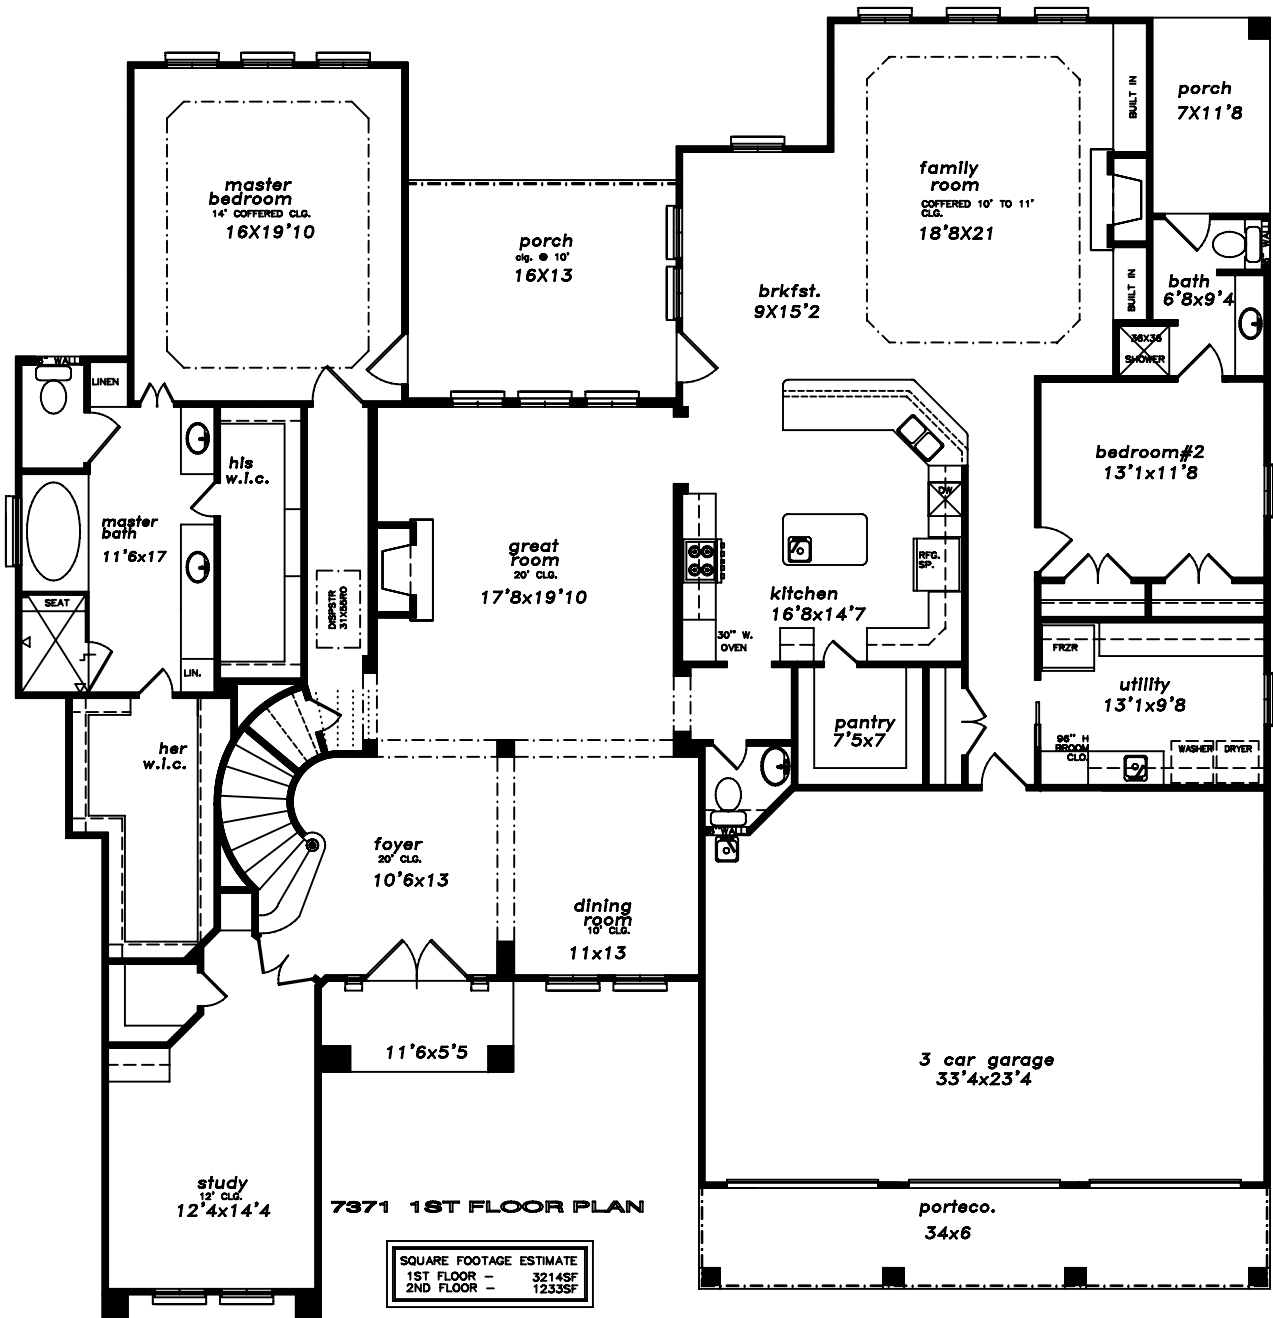 BUILT IN
porch
7X11'8
family
room
COFFERED 10' TO 11'
CLG.
18'8X21
master
bedroom
14' COFFERED CLG.
16X19'10
porch
clg. @ 10'
16X13
brkfst.
9X15'2
BUILT IN
bath
6'8x9'4
36X36
SHOWER
LINEN
his
w.i.c.
bedroom#2
13'1x11'8
master
bath
11'6x17
DW
great
room
20' CLG.
17'8x19'10
RFG.
SP.
kitchen
16'8x14'7
SEAT
DISPSTR
31X55RO
30" W.
OVEN
FRZR
LIN.
utility
13'1x9'8
her
w.i.c.
pantry
7'5x7
96" H
BROOM
CLO.
WASHER
DRYER
foyer
20' CLG.
10'6x13
dining
room
10' CLG.
11x13
11'6x5'5
3 car garage
33'4x23'4
study
12' CLG.
12'4x14'4
7371 1ST FLOOR PLAN
porteco.
34x6
SQUARE FOOTAGE ESTIMATE
1ST FLOOR - 3214SF
2ND FLOOR - 1233SF